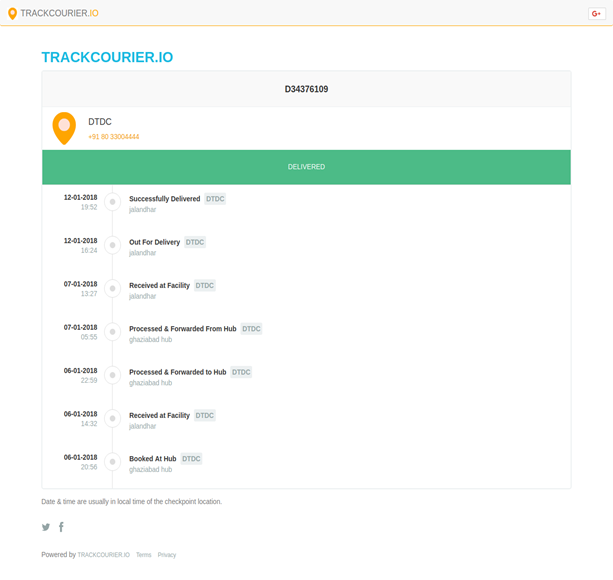 TRACKCOURIER.IO
G+
TRACKCOURIER.IO
D34376109
DTDC
+91 80 33004444
DELIVERED
12-01-2018 Successfully Delivered DTDC
19:52 jalandhar
12-01-2018 Out For Delivery DTDC
16:24 jalandhar
07-01-2018 Received at Facility DTDC
13:27 jalandhar
07-01-2018 Processed & Forwarded From Hub DTDC
05:55 ghaziabad hub
06-01-2018 Processed & Forwarded to Hub DTDC
22:59 ghaziabad hub
06-01-2018 Received at Facility DTDC
14:32 jalandhar
06-01-2018 Booked At Hub DTDC
20:56 ghaziabad hub
Date & time are usually in local time of the checkpoint location.
Powered by TRACKCOURIER.IO Terms Privacy